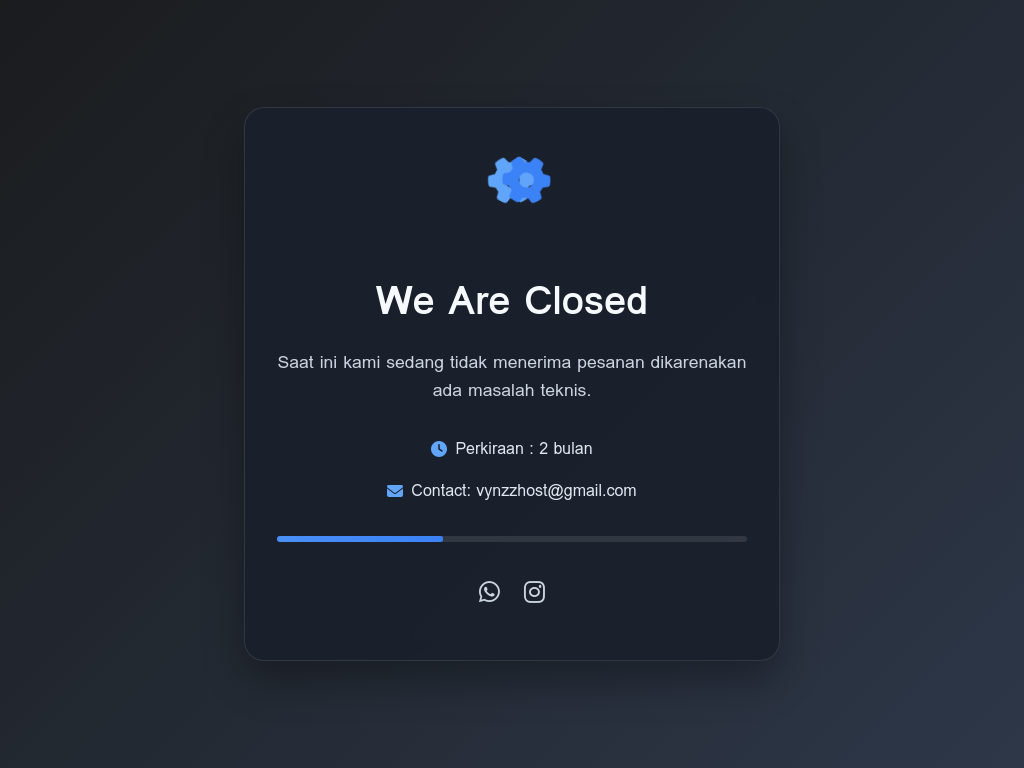 We Are Closed
Saat ini kami sedang tidak menerima pesanan dikarenakan
ada masalah teknis.
Perkiraan : 2 bulan
Contact: vynzzhost@gmail.com